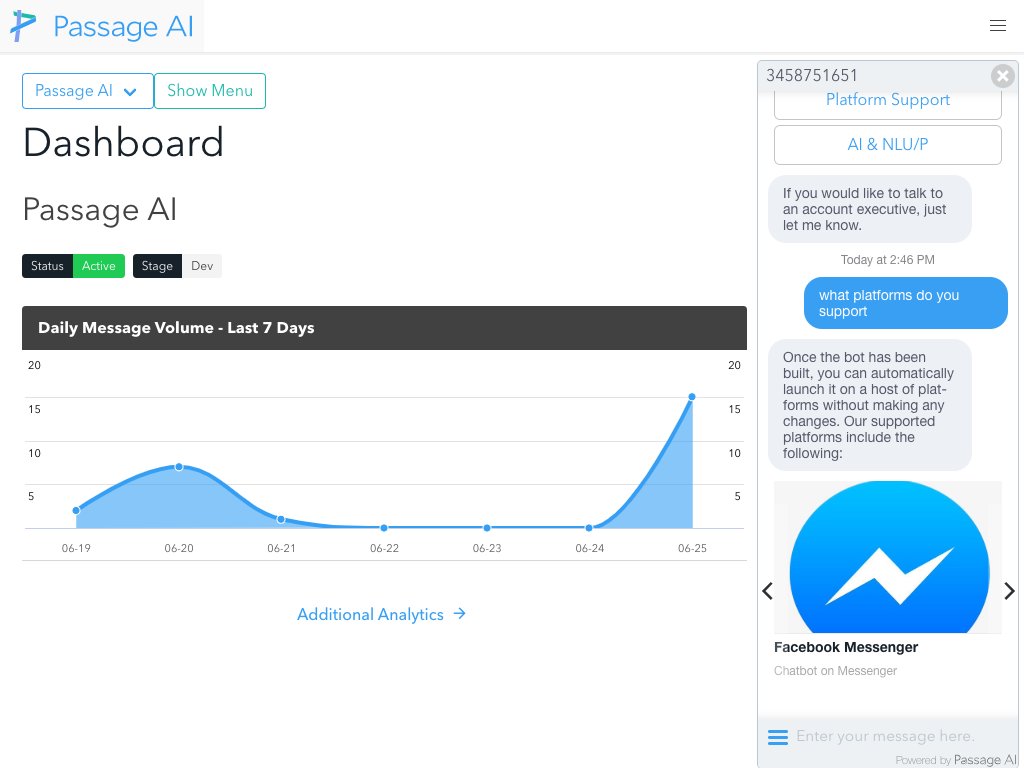 Passage AI
Passage AI
Show Menu
Dashboard
Passage AI
Status Active Stage Dev
Daily Message Volume - Last 7 Days
20 20
15 15
10 10
5 5
06-19 06-20 06-21 06-22 06-23 06-24 06-25
Additional Analytics
3458751651
Platform Support
AI & NLU/P
If you would like to talk to
an account executive, just
let me know.
Today at 2:46 PM
what platforms do you
support
Once the bot has been
built, you can automatically
launch it on a host of plat-
forms without making any
changes. Our supported
platforms include the
following:
Facebook Messenger
Chatbot on Messenger
Enter your message here.
Powered by Passage AI